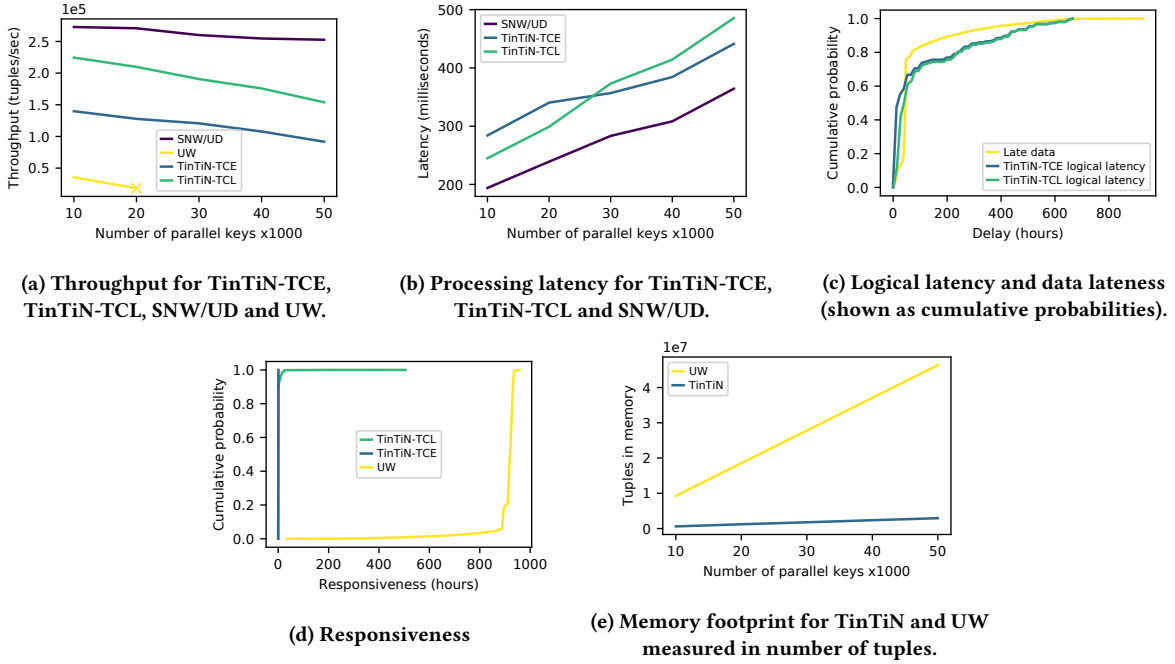 1e5
2.5
2.0
1.5
1.0
0.5
Throughput (tuples/sec)
SNW/UD
UW
TinTiN-TCE
TinTiN-TCL
10 20 30 40 50
Number of parallel keys x1000
(a) Throughput for TinTiN-TCE,
TinTiN-TCL, SNW/UD and UW.
500
400
300
200
Latency (milliseconds)
SNW/UD
TinTiN-TCE
TinTiN-TCL
10 20 30 40 50
Number of parallel keys x1000
(b) Processing latency for TinTiN-TCE,
TinTiN-TCL and SNW/UD.
1.0
0.8
0.6
0.4
0.2
0.0
Cumulative probability
Late data
TinTiN-TCE logical latency
TinTiN-TCL logical latency
0 200 400 600 800
Delay (hours)
(c) Logical latency and data lateness
(shown as cumulative probabilities).
1.0
0.8
0.6
0.4
0.2
0.0
Cumulative probability
TinTiN-TCL
TinTiN-TCE
UW
0 200 400 600 800 1000
Responsiveness (hours)
(d) Responsiveness
1e7
4
3
2
1
0
Tuples in memory
UW
TinTiN
10 20 30 40 50
Number of parallel keys x1000
(e) Memory footprint for TinTiN and UW
measured in number of tuples.